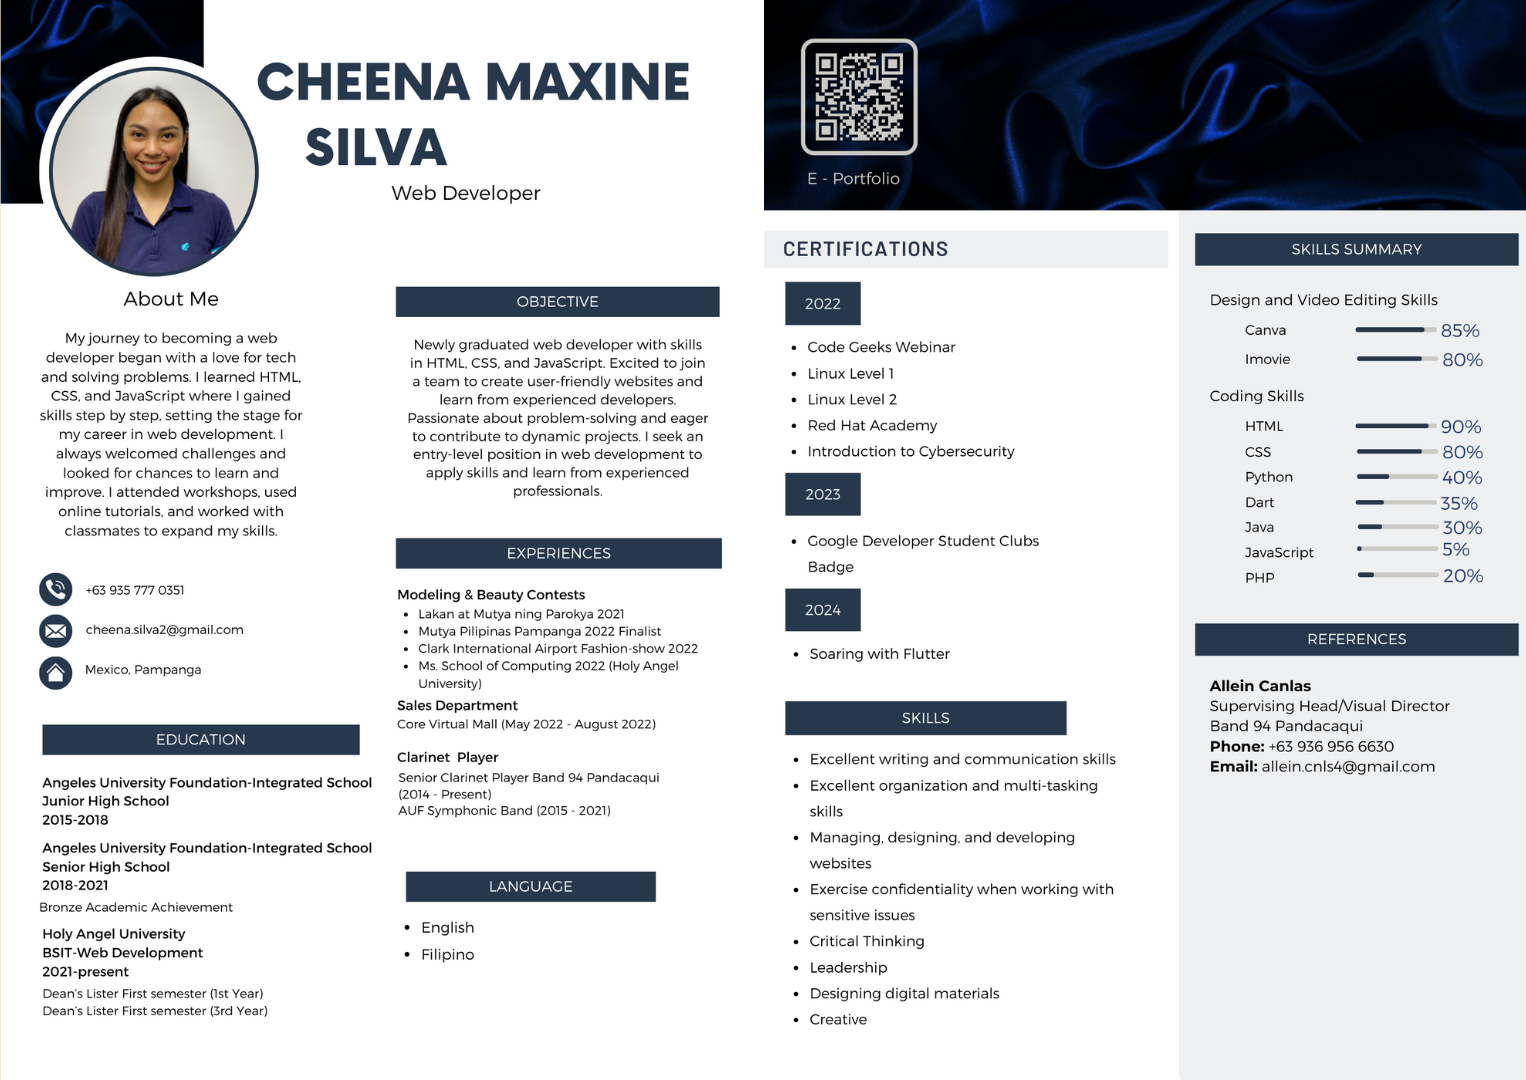 CHEENA MAXINE
SILVA
Web Developer
About Me
My journey to becoming a web
developer began with a love for tech
and solving problems. I learned HTML,
CSS, and JavaScript where I gained
skills step by step, setting the stage for
my career in web development. I
always welcomed challenges and
looked for chances to learn and
improve. I attended workshops, used
online tutorials, and worked with
classmates to expand my skills.
+63 935 777 0351
cheena.silva2@gmail.com
Mexico, Pampanga
EDUCATION
Angeles University Foundation-Integrated School
Junior High School
2015-2018
Angeles University Foundation-Integrated School
Senior High School
2018-2021
Bronze Academic Achievement
Holy Angel University
BSIT-Web Development
2021-present
Dean's Lister First semester (1st Year)
Dean's Lister First semester (3rd Year)
OBJECTIVE
Newly graduated web developer with skills
in HTML, CSS, and JavaScript. Excited to join
a team to create user-friendly websites and
learn from experienced developers.
Passionate about problem-solving and eager
to contribute to dynamic projects. I seek an
entry-level position in web development to
apply skills and learn from experienced
professionals.
EXPERIENCES
Modeling & Beauty Contests
• Lakan at Mutya ning Parokya 2021
• Mutya Pilipinas Pampanga 2022 Finalist
• Clark International Airport Fashion-show 2022
• Ms. School of Computing 2022 (Holy Angel
University)
Sales Department
Core Virtual Mall (May 2022 - August 2022)
Clarinet Player
Senior Clarinet Player Band 94 Pandacaqui
(2014 - Present)
AUF Symphonic Band (2015 - 2021)
LANGUAGE
• English
• Filipino
E - Portfolio
CERTIFICATIONS
2022
• Code Geeks Webinar
• Linux Level 1
• Linux Level 2
• Red Hat Academy
• Introduction to Cybersecurity
2023
• Google Developer Student Clubs
Badge
2024
• Soaring with Flutter
SKILLS
• Excellent writing and communication skills
• Excellent organization and multi-tasking
skills
• Managing, designing, and developing
websites
• Exercise confidentiality when working with
sensitive issues
• Critical Thinking
• Leadership
• Designing digital materials
• Creative
SKILLS SUMMARY
Design and Video Editing Skills
Canva 85%
Imovie 80%
Coding Skills
HTML 90%
CSS 80%
Python 40%
Dart 35%
Java 30%
JavaScript 5%
PHP 20%
REFERENCES
Allein Canlas
Supervising Head/Visual Director
Band 94 Pandacaqui
Phone: +63 936 956 6630
Email: allein.cnls4@gmail.com